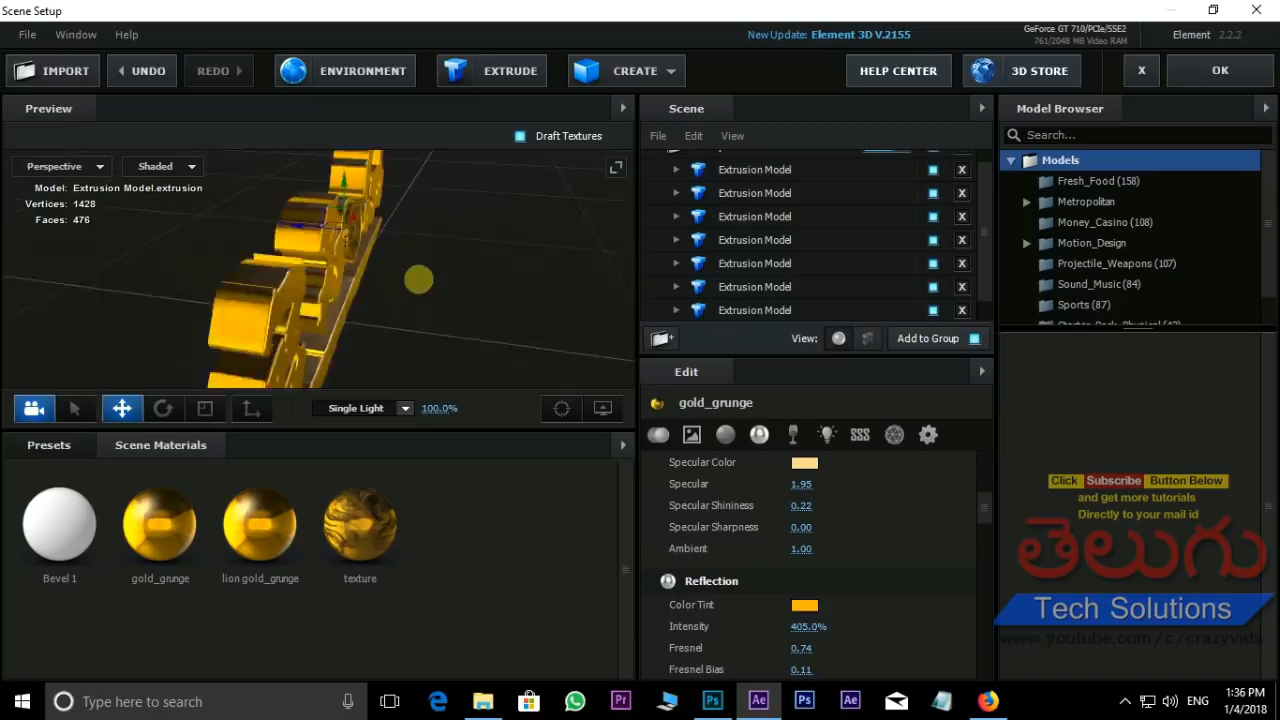 Scene Setup
File Window Help
New Update: Element 3D V.2155
GeForce GT 710/PCIe/SSE2
761/2048 MB Video RAM
Element 2.2.2
IMPORT
UNDO
REDO
ENVIRONMENT
EXTRUDE
CREATE
HELP CENTER
3D STORE
X
OK
Preview
Draft Textures
Perspective
Shaded
Model: Extrusion Model.extrusion
Vertices: 1428
Faces: 476
Single Light
100.0%
Presets
Scene Materials
Bevel 1
gold_grunge
lion gold_grunge
texture
Scene
File Edit View
Extrusion Model X
Extrusion Model X
Extrusion Model X
Extrusion Model X
Extrusion Model X
Extrusion Model X
Extrusion Model X
View:
Add to Group
Edit
gold_grunge
Specular Color
Specular 1.95
Specular Shininess 0.22
Specular Sharpness 0.00
Ambient 1.00
Reflection
Color Tint
Intensity 405.0%
Fresnel 0.74
Fresnel Bias 0.11
Model Browser
Search...
Models
Fresh_Food (158)
Metropolitan
Money_Casino (108)
Motion_Design
Projectile_Weapons (107)
Sound_Music (84)
Sports (87)
Click Subscribe Button Below
and get more tutorials
Directly to your mail id
తెలుగు
Tech Solutions
www.youtube.com/c/crazyvids
Type here to search
ENG
1:36 PM
1/4/2018